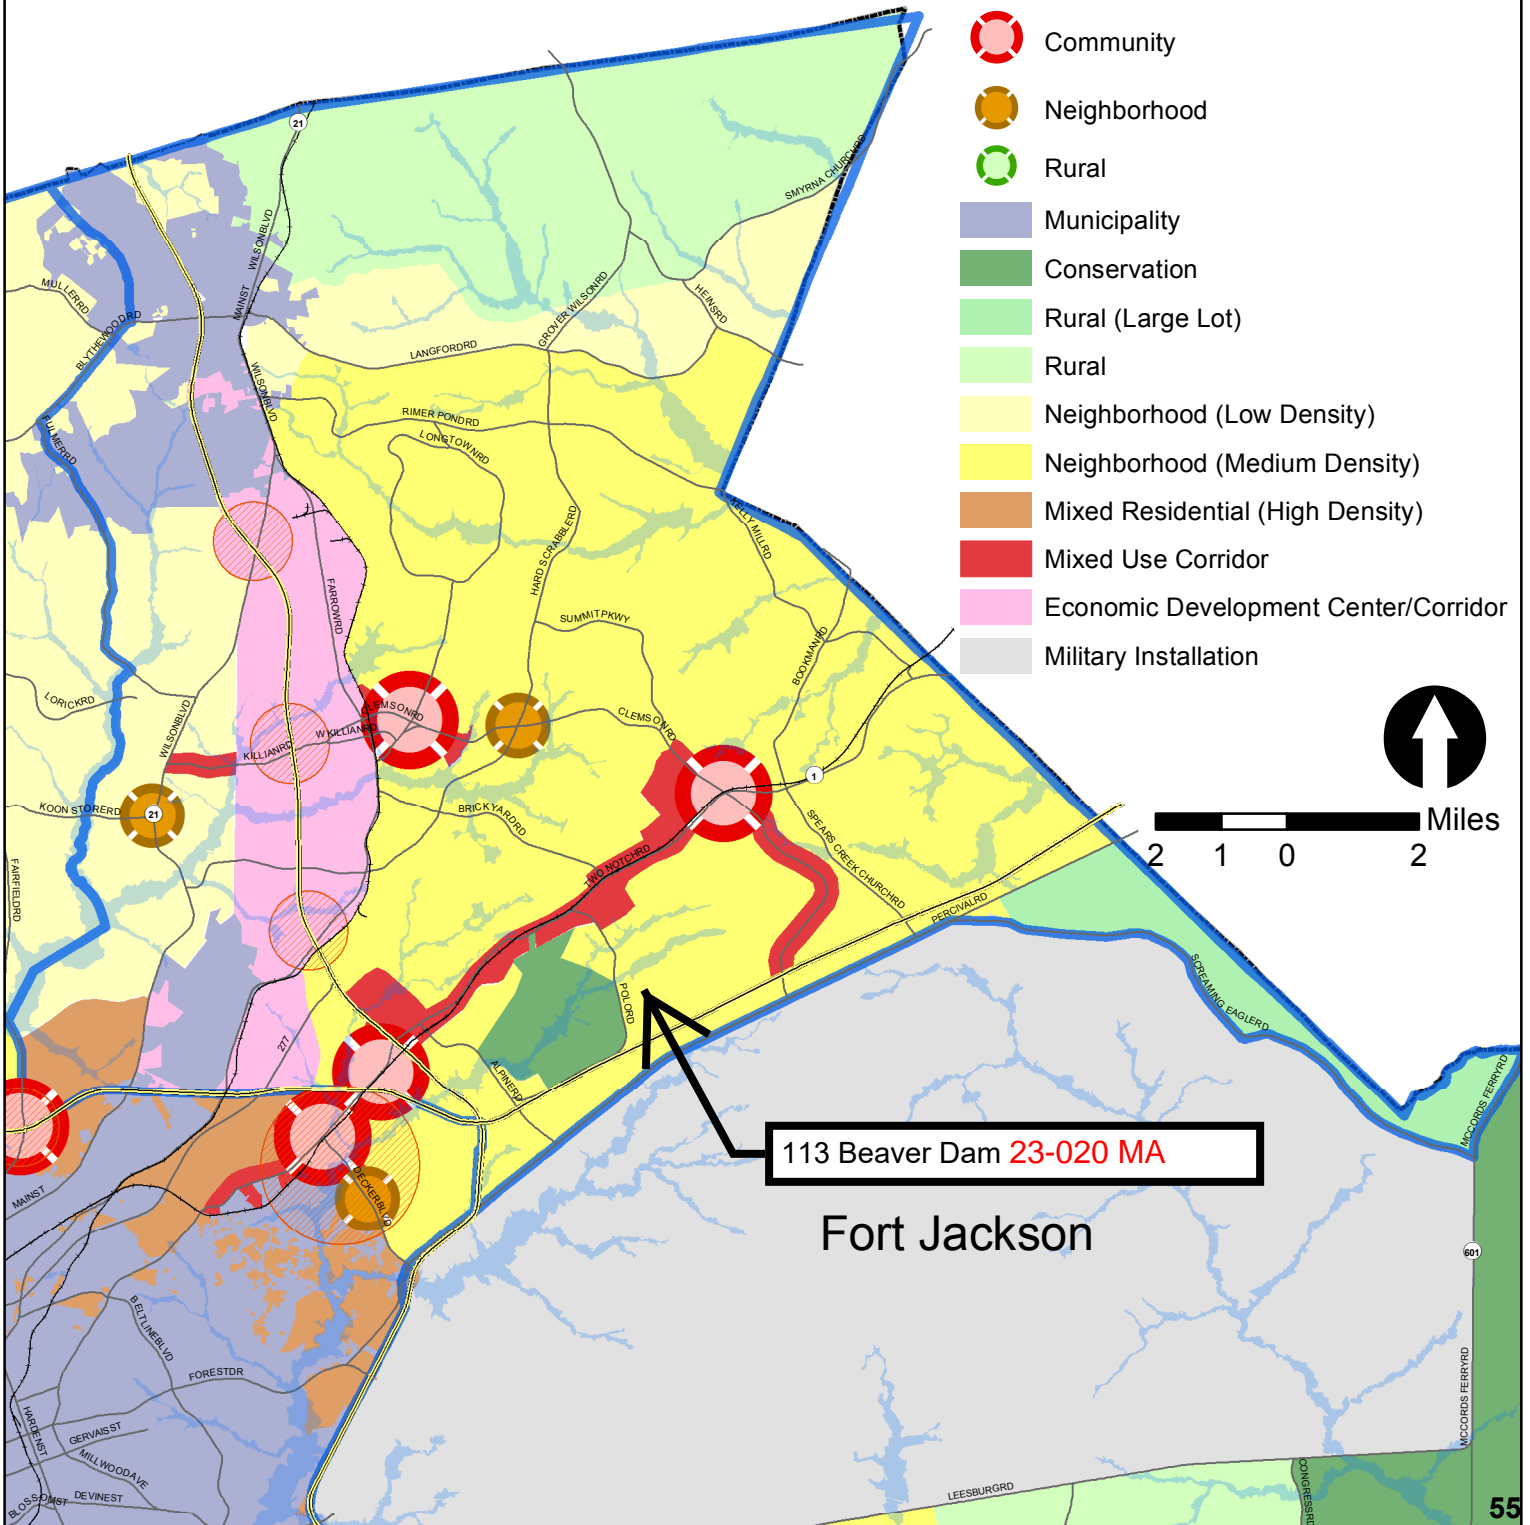 Community
Neighborhood
Rural
Municipality
Conservation
Rural (Large Lot)
Rural
Neighborhood (Low Density)
Neighborhood (Medium Density)
Mixed Residential (High Density)
Mixed Use Corridor
Economic Development Center/Corridor
Military Installation
Miles
2 1 0 2
21
SMYRNA CHURCHRD
WILSONBLVD
MULLERRD
MAINST
BLYTHEWOODRD
GROVER WILSONRD
HEINSRD
LANGFORDRD
WILSONBLVD
RIMER PONDRD
LONGTOWNRD
FULMERRD
KELLY MILLRD
HARD SCRABBLERD
FARROWRD
SUMMITPKWY
BOOKMANRD
LORICKRD
WILSONBLVD
CLEMSONRD
W KILLIANRD
KILLIANRD
CLEMSONRD
1
KOON STORERD
21
BRICKYARDRD
SPEARS CREEKCHURCHRD
TWO NOTCHRD
FAIRFIELDRD
PERCIVALRD
SCREAMING EAGLERD
POLORD
277
ALPINERD
MCCORDS FERRYRD
113 Beaver Dam 23-020 MA
DECKERBLVD
MAINST
Fort Jackson
601
BELTLINEBLVD
FORESTDR
MCCORDS FERRYRD
HARDENST
GERVAISST
MILLWOODAVE
DEVINEST
BLOSSOMST
LEESBURGRD
ONGRESSRD
55